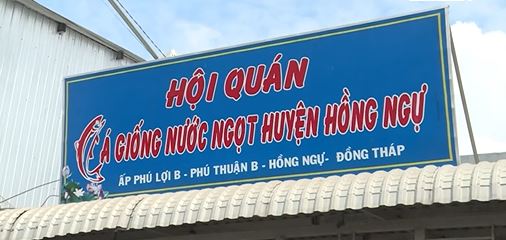 HỘI QUÁN
CÁ GIỐNG NƯỚC NGỌT HUYỆN HỒNG NGỰ
ẤP PHÚ LỢI B - PHÚ THUẬN B - HỒNG NGỰ- ĐỒNG THÁP